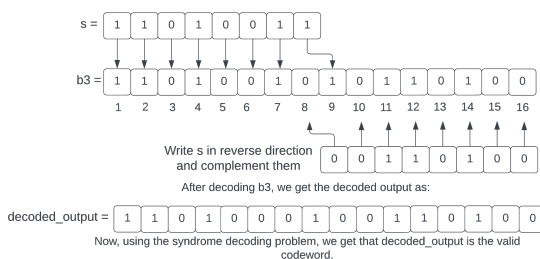 s = 1 1 0 1 0 0 1 1
b3 = 1 1 0 1 0 0 1 0 1 0 1 1 0 1 0 0
1 2 3 4 5 6 7 8 9 10 11 12 13 14 15 16
Write s in reverse direction
and complement them
0 0 1 1 0 1 0 0
After decoding b3, we get the decoded output as:
decoded_output = 1 1 0 1 0 0 0 1 0 0 1 1 0 1 0 0
Now, using the syndrome decoding problem, we get that decoded_output is the valid
codeword.